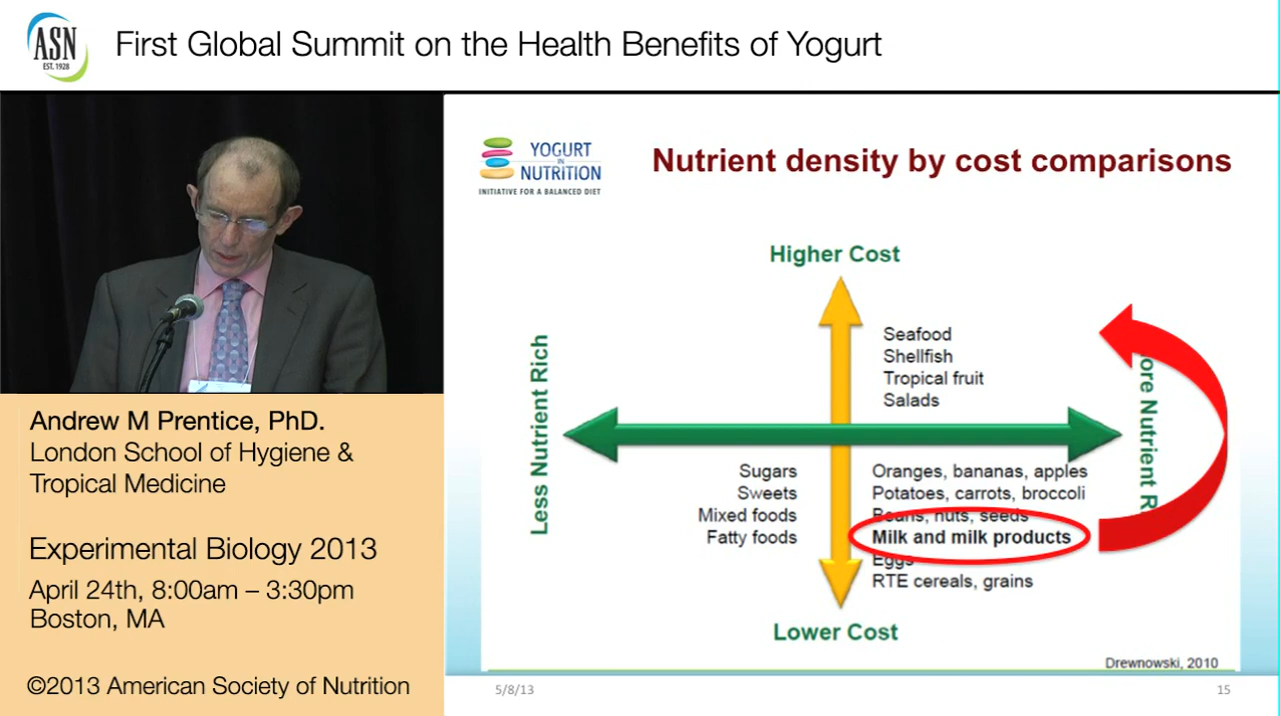 ASN
EST. 1928
First Global Summit on the Health Benefits of Yogurt
YOGURT
IN
NUTRITION
INITIATIVE FOR A BALANCED DIET
Nutrient density by cost comparisons
Higher Cost
Less Nutrient Rich
Seafood
Shellfish
Tropical fruit
Salads
ore Nutrient R
Sugars
Sweets
Mixed foods
Fatty foods
Oranges, bananas, apples
Potatoes, carrots, broccoli
Beans, nuts, seeds
Milk and milk products
Eggs
RTE cereals, grains
Lower Cost
Drewnowski, 2010
5/8/13
15
Andrew M Prentice, PhD.
London School of Hygiene &
Tropical Medicine
Experimental Biology 2013
April 24th, 8:00am – 3:30pm
Boston, MA
©2013 American Society of Nutrition